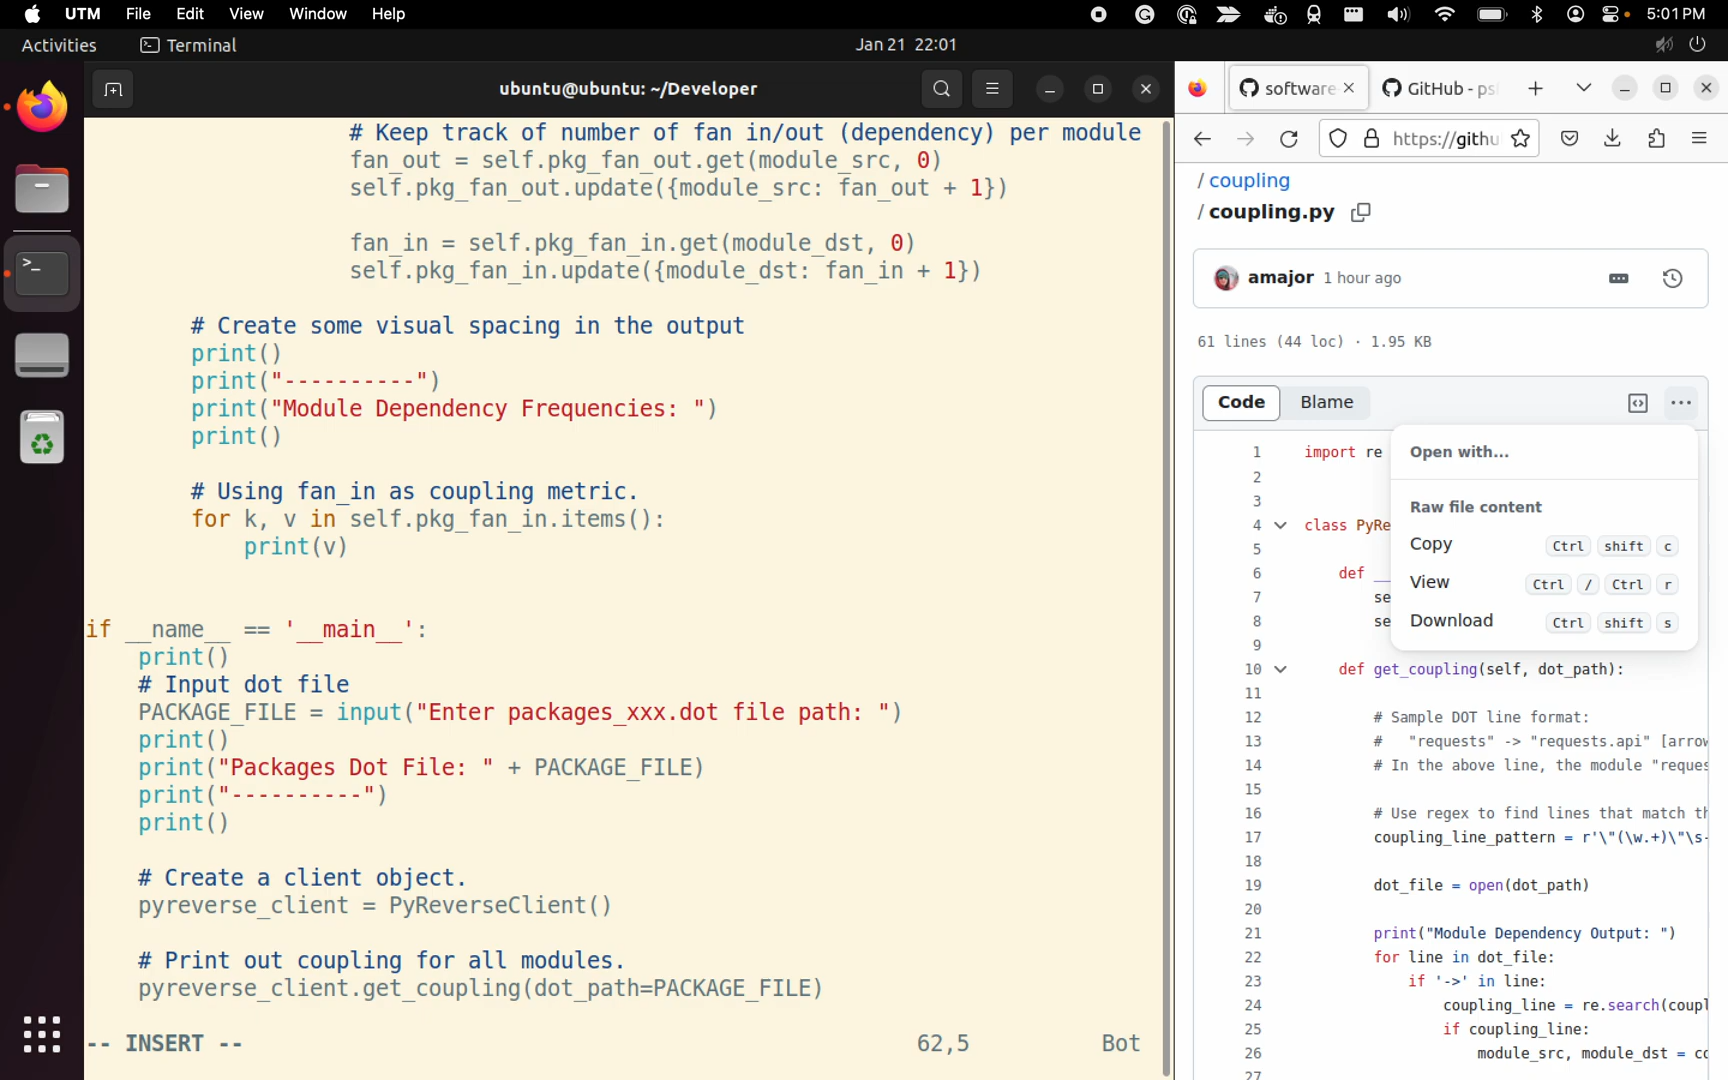 UTM File Edit View Window Help 5:01 PM
Activities Terminal Jan 21 22:01
ubuntu@ubuntu: ~/Developer
# Keep track of number of fan in/out (dependency) per module
fan_out = self.pkg_fan_out.get(module_src, 0)
self.pkg_fan_out.update({module_src: fan_out + 1})
fan_in = self.pkg_fan_in.get(module_dst, 0)
self.pkg_fan_in.update({module_dst: fan_in + 1})
# Create some visual spacing in the output
print()
print("----------")
print("Module Dependency Frequencies: ")
print()
# Using fan_in as coupling metric.
for k, v in self.pkg_fan_in.items():
print(v)
if __name__ == '__main__':
print()
# Input dot file
PACKAGE_FILE = input("Enter packages_xxx.dot file path: ")
print()
print("Packages Dot File: " + PACKAGE_FILE)
print("----------")
print()
# Create a client object.
pyreverse_client = PyReverseClient()
# Print out coupling for all modules.
pyreverse_client.get_coupling(dot_path=PACKAGE_FILE)
-- INSERT -- 62,5 Bot
software GitHub - ps
https://githu
/ coupling
/ coupling.py
amajor 1 hour ago
61 lines (44 loc) · 1.95 KB
Code Blame
Open with...
Raw file content
Copy Ctrl shift c
View Ctrl / Ctrl r
Download Ctrl shift s
1 import re
2
3
4 class PyRe
5
6 def __
7 se
8 se
9
10 def get_coupling(self, dot_path):
11
12 # Sample DOT line format:
13 # "requests" -> "requests.api" [arrow
14 # In the above line, the module "reques
15
16 # Use regex to find lines that match th
17 coupling_line_pattern = r'\"(\w.+)\"\s-
18
19 dot_file = open(dot_path)
20
21 print("Module Dependency Output: ")
22 for line in dot_file:
23 if '->' in line:
24 coupling_line = re.search(coupl
25 if coupling_line:
26 module_src, module_dst = co
27